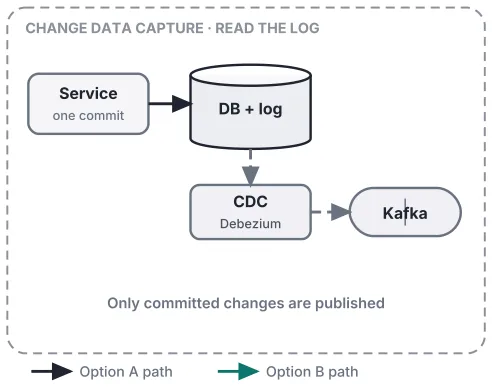 CHANGE DATA CAPTURE · READ THE LOG
Service
one commit
DB + log
CDC
Debezium
Kafka
Only committed changes are published
Option A path
Option B path